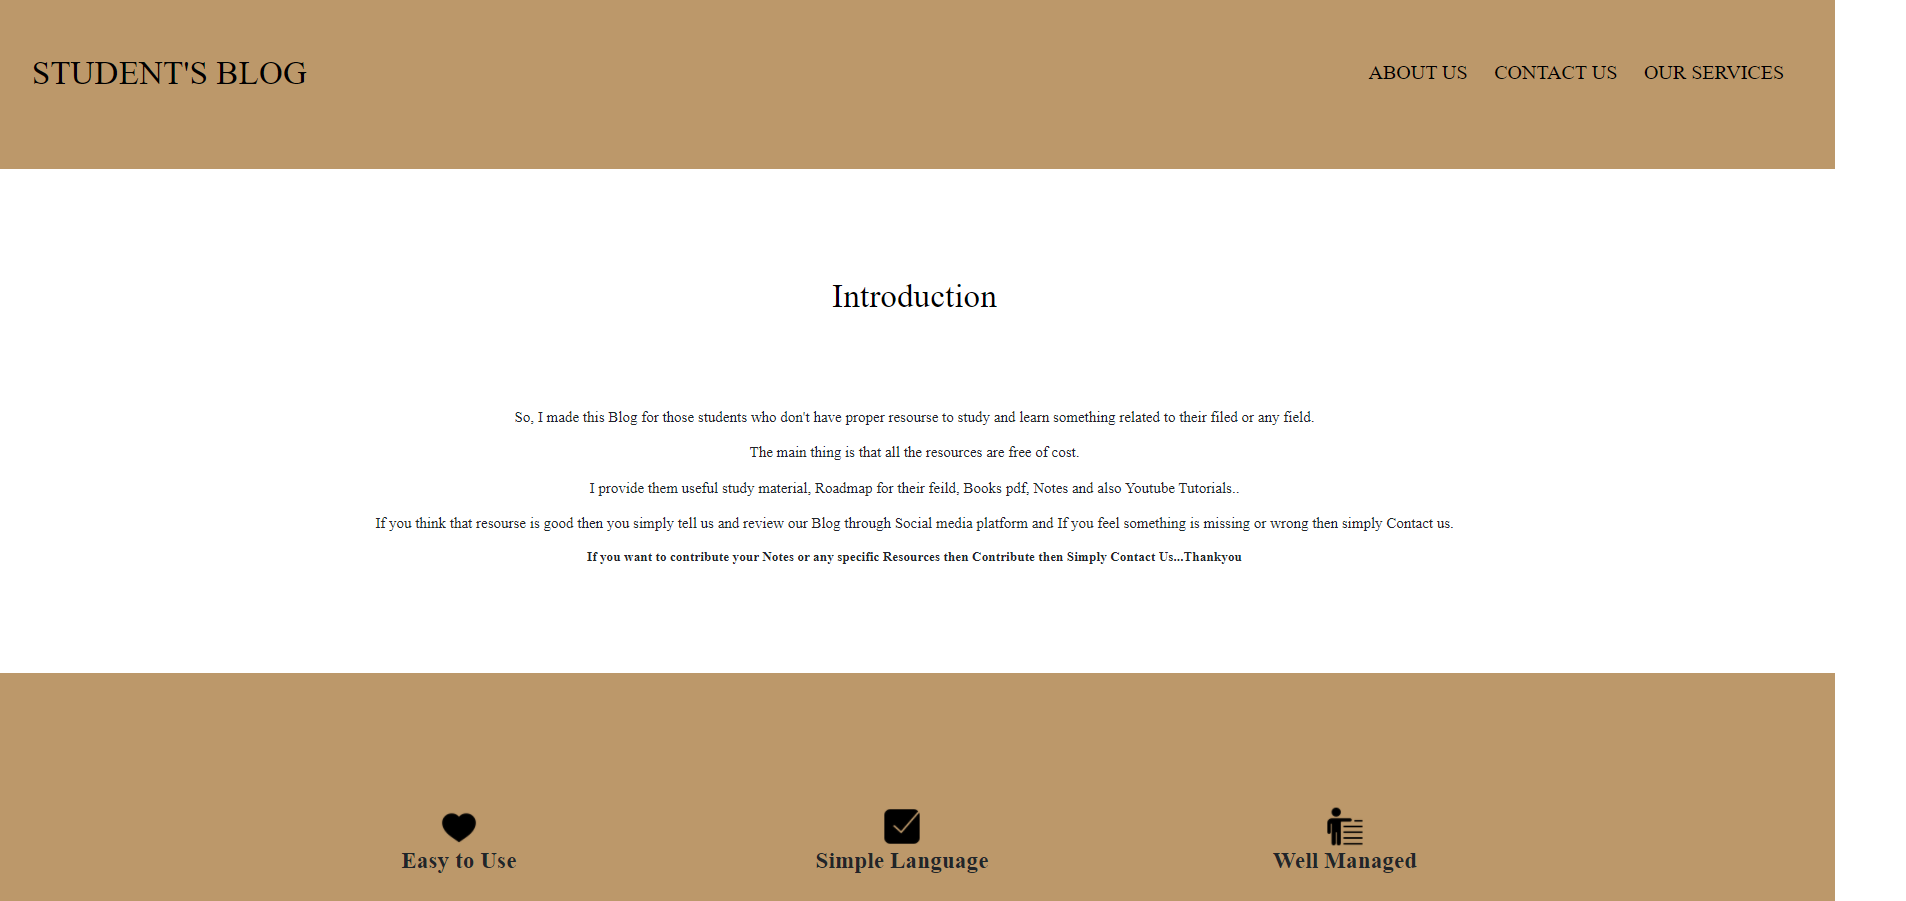 STUDENT'S BLOG
ABOUT US CONTACT US OUR SERVICES
Introduction
So, I made this Blog for those students who don't have proper resourse to study and learn something related to their filed or any field.
The main thing is that all the resources are free of cost.
I provide them useful study material, Roadmap for their feild, Books pdf, Notes and also Youtube Tutorials..
If you think that resourse is good then you simply tell us and review our Blog through Social media platform and If you feel something is missing or wrong then simply Contact us.
If you want to contribute your Notes or any specific Resources then Contribute then Simply Contact Us...Thankyou
Easy to Use
Simple Language
Well Managed